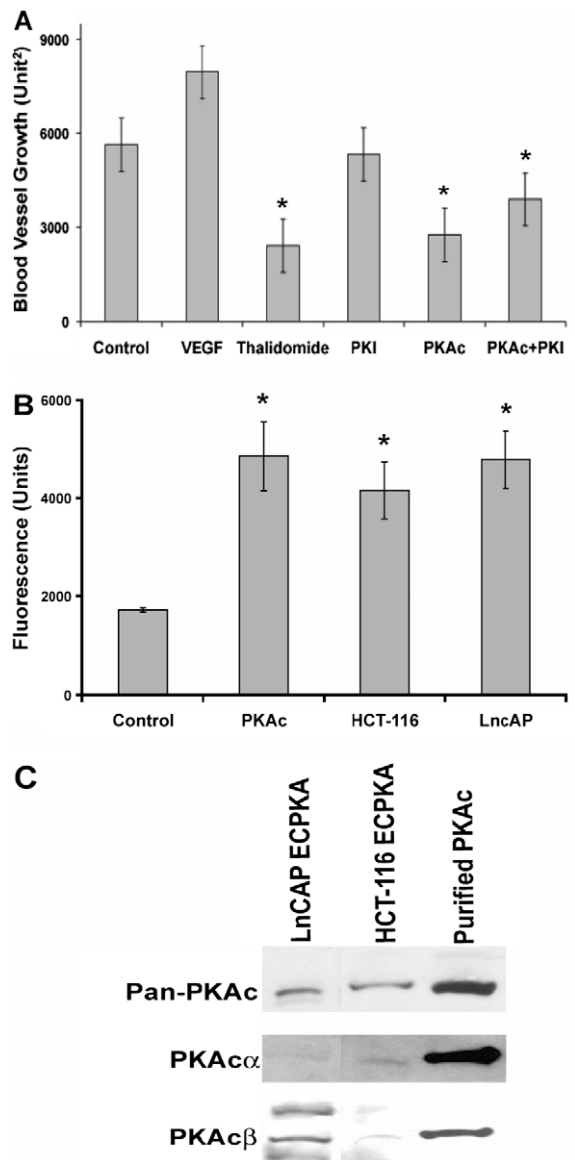 A
Blood Vessel Growth (Unit²)
9000
6000
3000
0
* * *
Control VEGF Thalidomide PKI PKAc PKAc+PKI
B
Fluorescence (Units)
6000
4000
2000
0
* * *
Control PKAc HCT-116 LncAP
C
LnCAP ECPKA
HCT-116 ECPKA
Purified PKAc
Pan-PKAc
PKAcα
PKAcβ